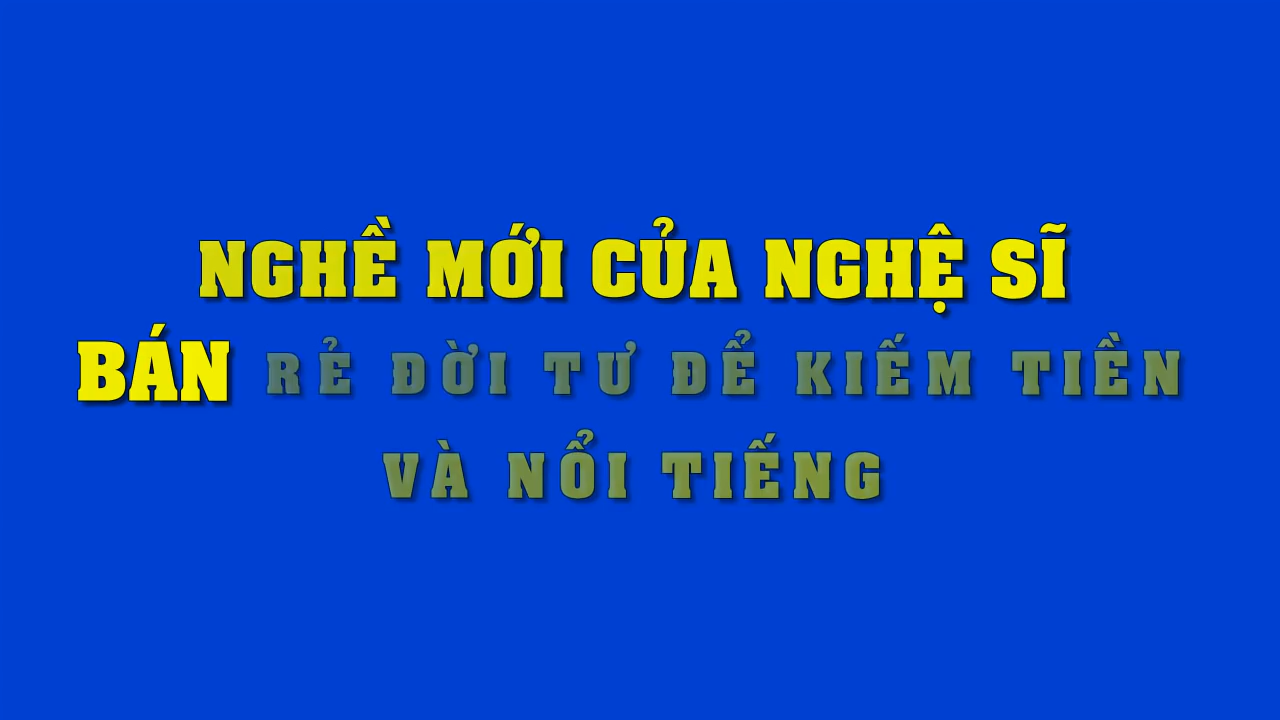 NGHỀ MỚI CỦA NGHỆ SĨ
BÁN RẺ ĐỜI TƯ ĐỂ KIẾM TIỀN
VÀ NỔI TIẾNG